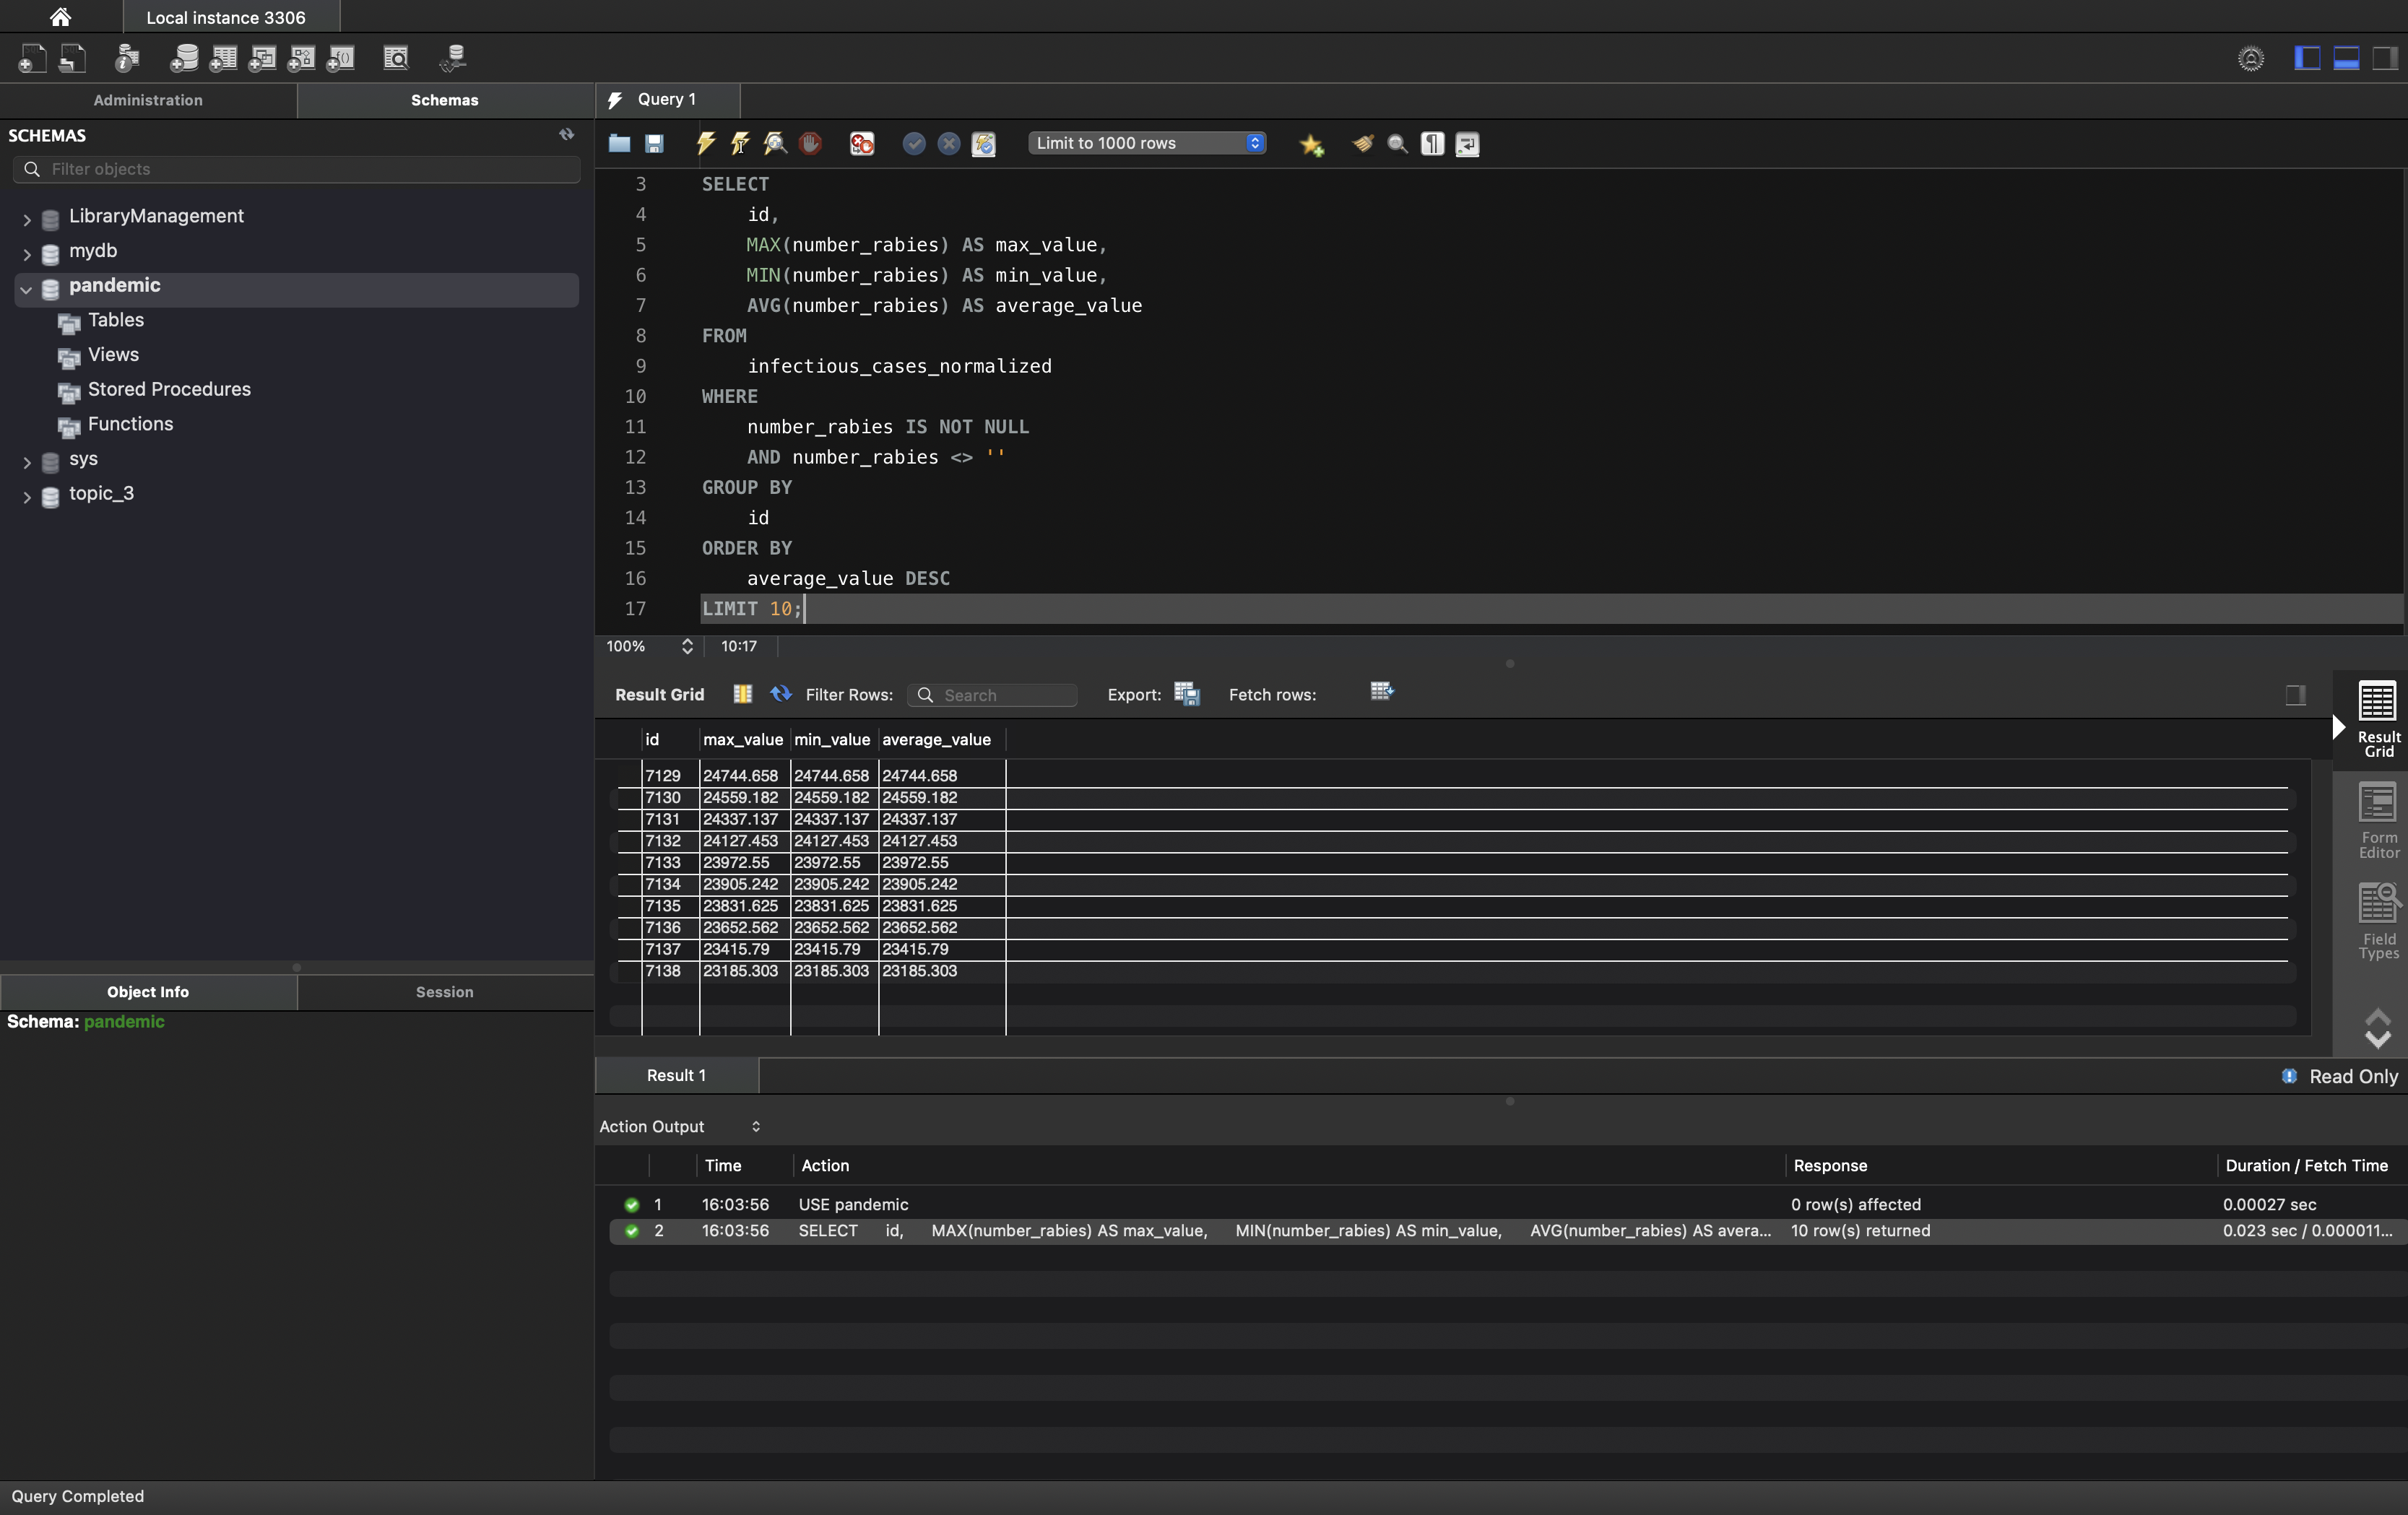 Local instance 3306
Administration
Schemas
SCHEMAS
Filter objects
LibraryManagement
mydb
pandemic
Tables
Views
Stored Procedures
Functions
sys
topic_3
Object Info
Session
Schema: pandemic
Query 1
Limit to 1000 rows
3 SELECT
4 id,
5 MAX(number_rabies) AS max_value,
6 MIN(number_rabies) AS min_value,
7 AVG(number_rabies) AS average_value
8 FROM
9 infectious_cases_normalized
10 WHERE
11 number_rabies IS NOT NULL
12 AND number_rabies <> ''
13 GROUP BY
14 id
15 ORDER BY
16 average_value DESC
17 LIMIT 10;
100% 10:17
Result Grid Filter Rows: Search Export: Fetch rows:
id max_value min_value average_value
7129 24744.658 24744.658 24744.658
7130 24559.182 24559.182 24559.182
7131 24337.137 24337.137 24337.137
7132 24127.453 24127.453 24127.453
7133 23972.55 23972.55 23972.55
7134 23905.242 23905.242 23905.242
7135 23831.625 23831.625 23831.625
7136 23652.562 23652.562 23652.562
7137 23415.79 23415.79 23415.79
7138 23185.303 23185.303 23185.303
Result
Grid
Form
Editor
Field
Types
Result 1
Read Only
Action Output
Time Action Response Duration / Fetch Time
1 16:03:56 USE pandemic 0 row(s) affected 0.00027 sec
2 16:03:56 SELECT id, MAX(number_rabies) AS max_value, MIN(number_rabies) AS min_value, AVG(number_rabies) AS avera... 10 row(s) returned 0.023 sec / 0.000011...
Query Completed